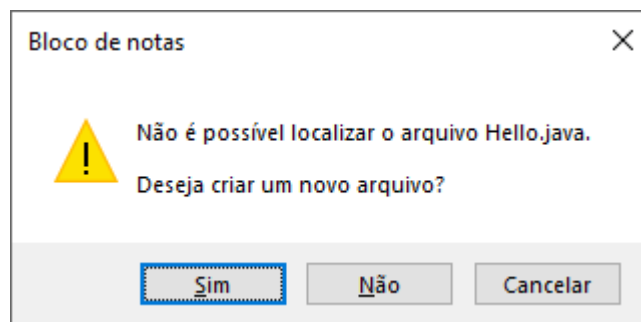 Bloco de notas
Não é possível localizar o arquivo Hello.java.
Deseja criar um novo arquivo?
Sim Não Cancelar